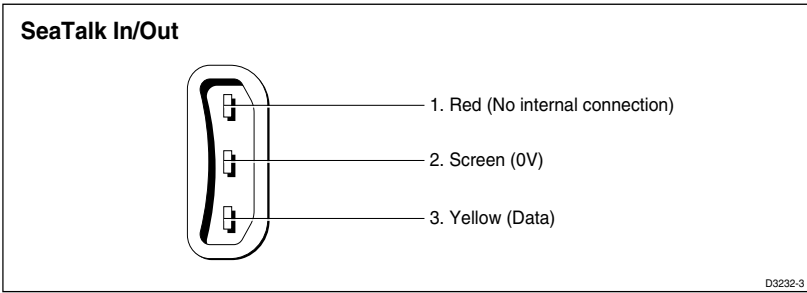 SeaTalk In/Out
1. Red (No internal connection)
2. Screen (0V)
3. Yellow (Data)
D3232-3